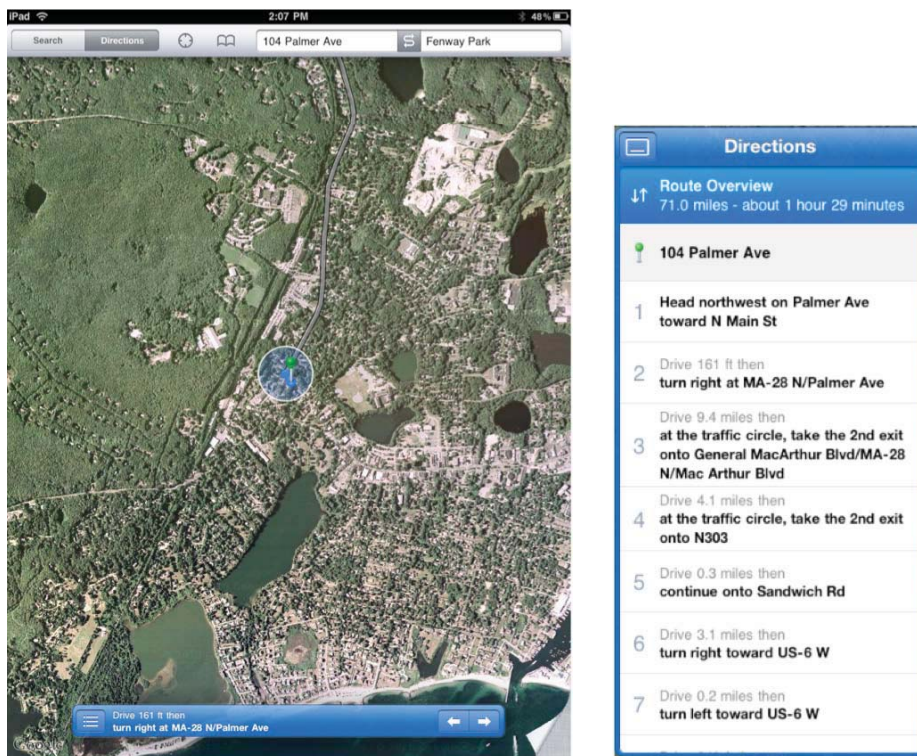 iPad
2:07 PM
48%
Search
Directions
104 Palmer Ave
Fenway Park
Google
Drive 161 ft then
turn right at MA-28 N/Palmer Ave
Directions
Route Overview
71.0 miles - about 1 hour 29 minutes
104 Palmer Ave
1
Head northwest on Palmer Ave
toward N Main St
2
Drive 161 ft then
turn right at MA-28 N/Palmer Ave
3
Drive 9.4 miles then
at the traffic circle, take the 2nd exit
onto General MacArthur Blvd/MA-28
N/Mac Arthur Blvd
4
Drive 4.1 miles then
at the traffic circle, take the 2nd exit
onto N303
5
Drive 0.3 miles then
continue onto Sandwich Rd
6
Drive 3.1 miles then
turn right toward US-6 W
7
Drive 0.2 miles then
turn left toward US-6 W